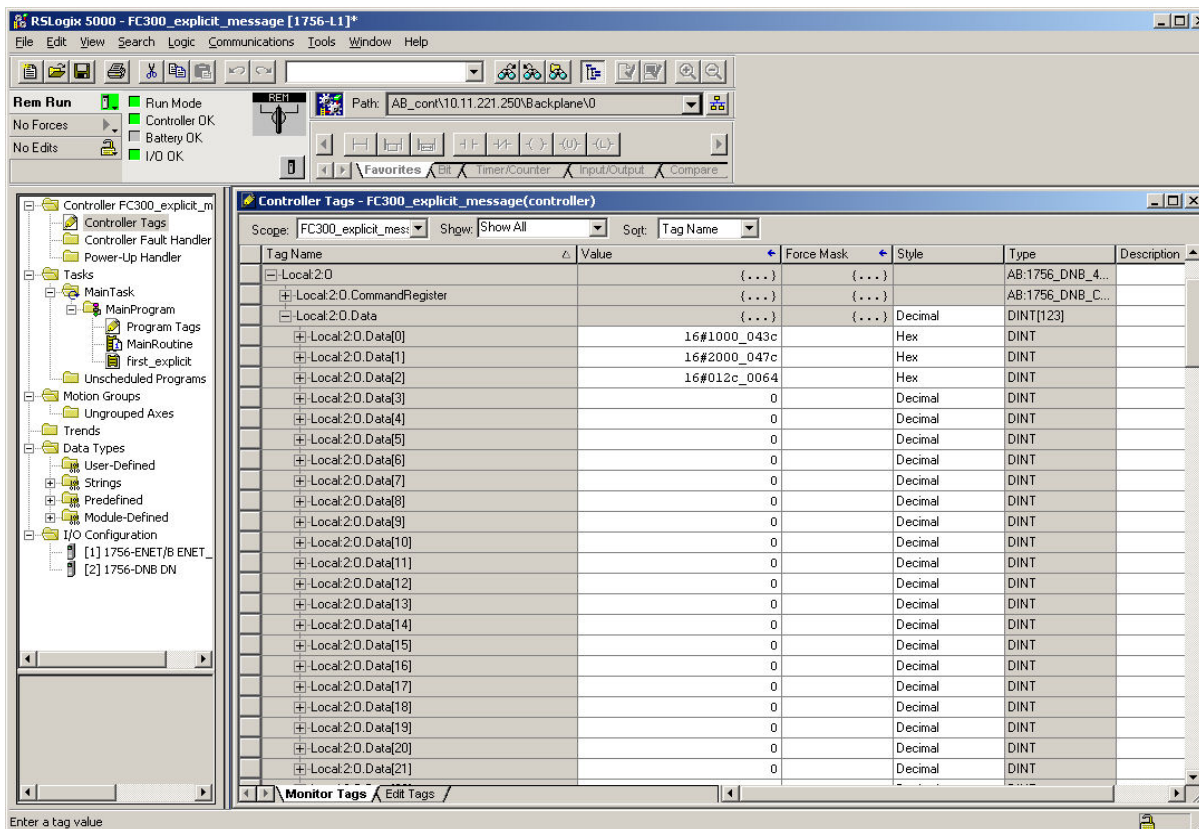 RSLogix 5000 - FC300_explicit_message [1756-L1]*
File Edit View Search Logic Communications Tools Window Help
Rem Run
No Forces
No Edits
Run Mode
Controller OK
Battery OK
I/O OK
REM
Path: AB_cont\10.11.221.250\Backplane\0
Favorites Bit Timer/Counter Input/Output Compare
Controller FC300_explicit_m
Controller Tags
Controller Fault Handler
Power-Up Handler
Tasks
MainTask
MainProgram
Program Tags
MainRoutine
first_explicit
Unscheduled Programs
Motion Groups
Ungrouped Axes
Trends
Data Types
User-Defined
Strings
Predefined
Module-Defined
I/O Configuration
[1] 1756-ENET/B ENET_
[2] 1756-DNB DN
Controller Tags - FC300_explicit_message(controller)
Scope: FC300_explicit_mess Show: Show All Sort: Tag Name
Tag Name Value Force Mask Style Type Description
Local:2:O {...} {...} AB:1756_DNB_4...
Local:2:O.CommandRegister {...} {...} AB:1756_DNB_C...
Local:2:O.Data {...} {...} Decimal DINT[123]
Local:2:O.Data[0] 16#1000_043c Hex DINT
Local:2:O.Data[1] 16#2000_047c Hex DINT
Local:2:O.Data[2] 16#012c_0064 Hex DINT
Local:2:O.Data[3] 0 Decimal DINT
Local:2:O.Data[4] 0 Decimal DINT
Local:2:O.Data[5] 0 Decimal DINT
Local:2:O.Data[6] 0 Decimal DINT
Local:2:O.Data[7] 0 Decimal DINT
Local:2:O.Data[8] 0 Decimal DINT
Local:2:O.Data[9] 0 Decimal DINT
Local:2:O.Data[10] 0 Decimal DINT
Local:2:O.Data[11] 0 Decimal DINT
Local:2:O.Data[12] 0 Decimal DINT
Local:2:O.Data[13] 0 Decimal DINT
Local:2:O.Data[14] 0 Decimal DINT
Local:2:O.Data[15] 0 Decimal DINT
Local:2:O.Data[16] 0 Decimal DINT
Local:2:O.Data[17] 0 Decimal DINT
Local:2:O.Data[18] 0 Decimal DINT
Local:2:O.Data[19] 0 Decimal DINT
Local:2:O.Data[20] 0 Decimal DINT
Local:2:O.Data[21] 0 Decimal DINT
Monitor Tags Edit Tags
Enter a tag value